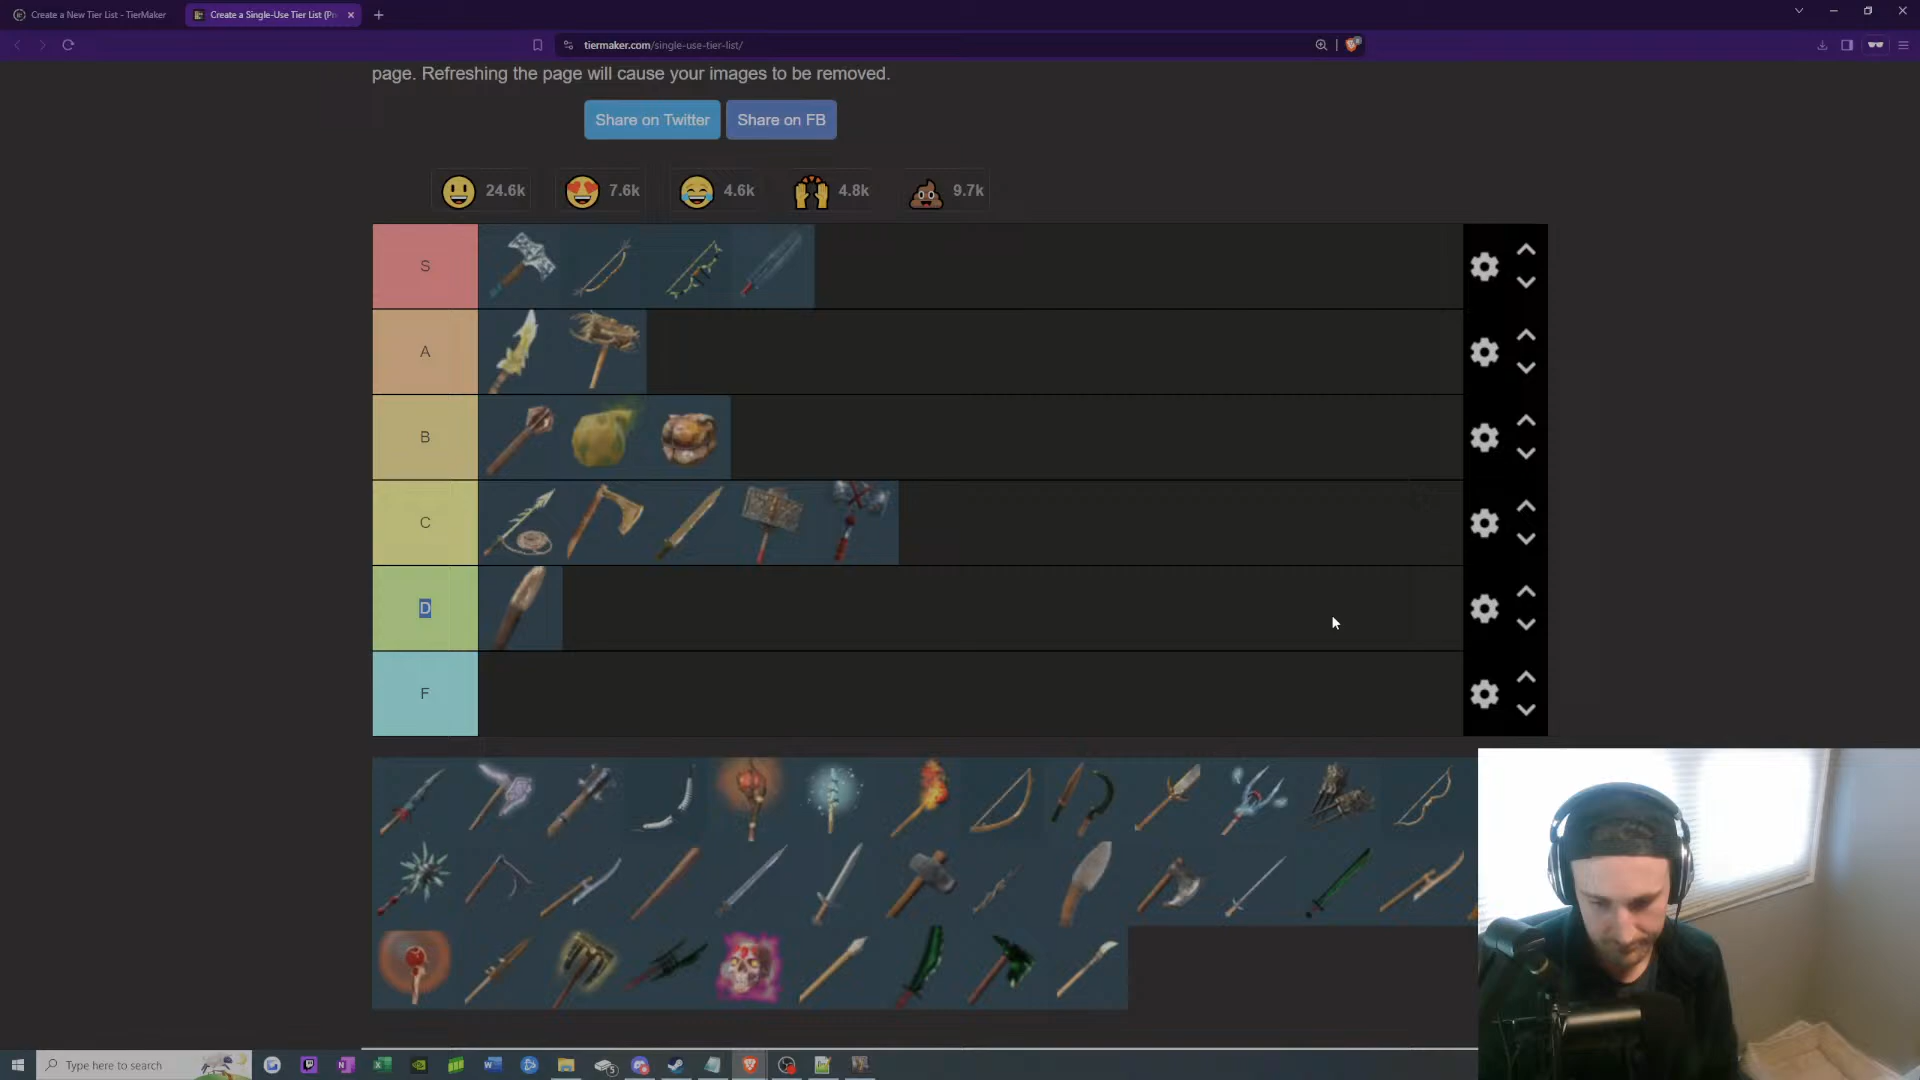 Create a New Tier List - TierMaker
Create a Single-Use Tier List (Pr
tiermaker.com/single-use-tier-list/
page. Refreshing the page will cause your images to be removed.
Share on Twitter
Share on FB
24.6k
7.6k
4.6k
4.8k
9.7k
S
A
B
C
D
F
Type here to search
5